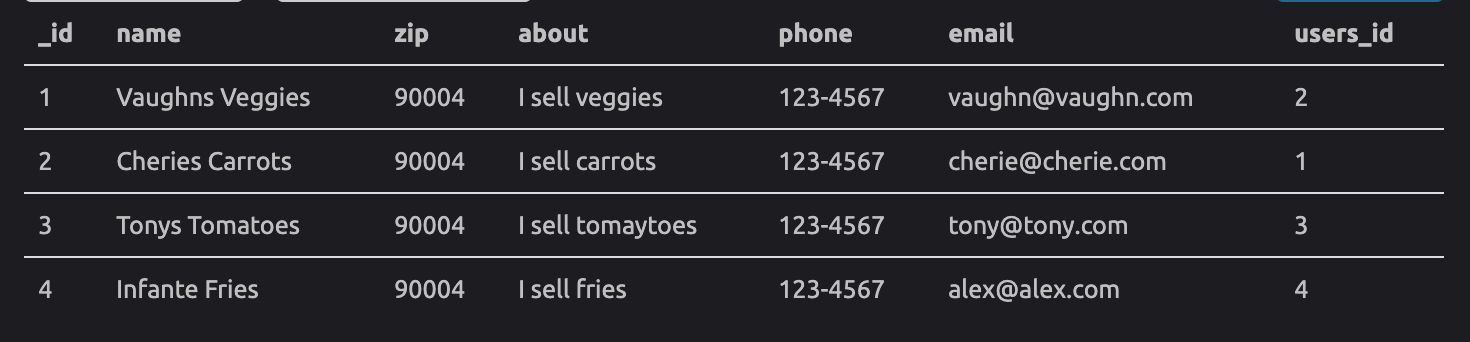 _id name zip about phone email users_id
1 Vaughns Veggies 90004 I sell veggies 123-4567 vaughn@vaughn.com 2
2 Cheries Carrots 90004 I sell carrots 123-4567 cherie@cherie.com 1
3 Tonys Tomatoes 90004 I sell tomaytoes 123-4567 tony@tony.com 3
4 Infante Fries 90004 I sell fries 123-4567 alex@alex.com 4